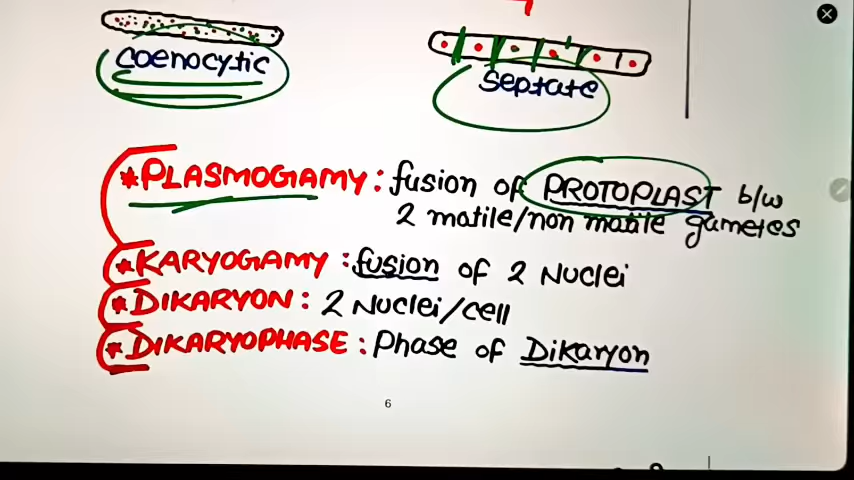 Coenocytic
Septate
*PLASMOGAMY: fusion of PROTOPLAST b/w
2 motile/non motile gametes
*KARYOGAMY: fusion of 2 Nuclei
*DIKARYON: 2 Nuclei/cell
*DIKARYOPHASE: Phase of Dikaryon
6